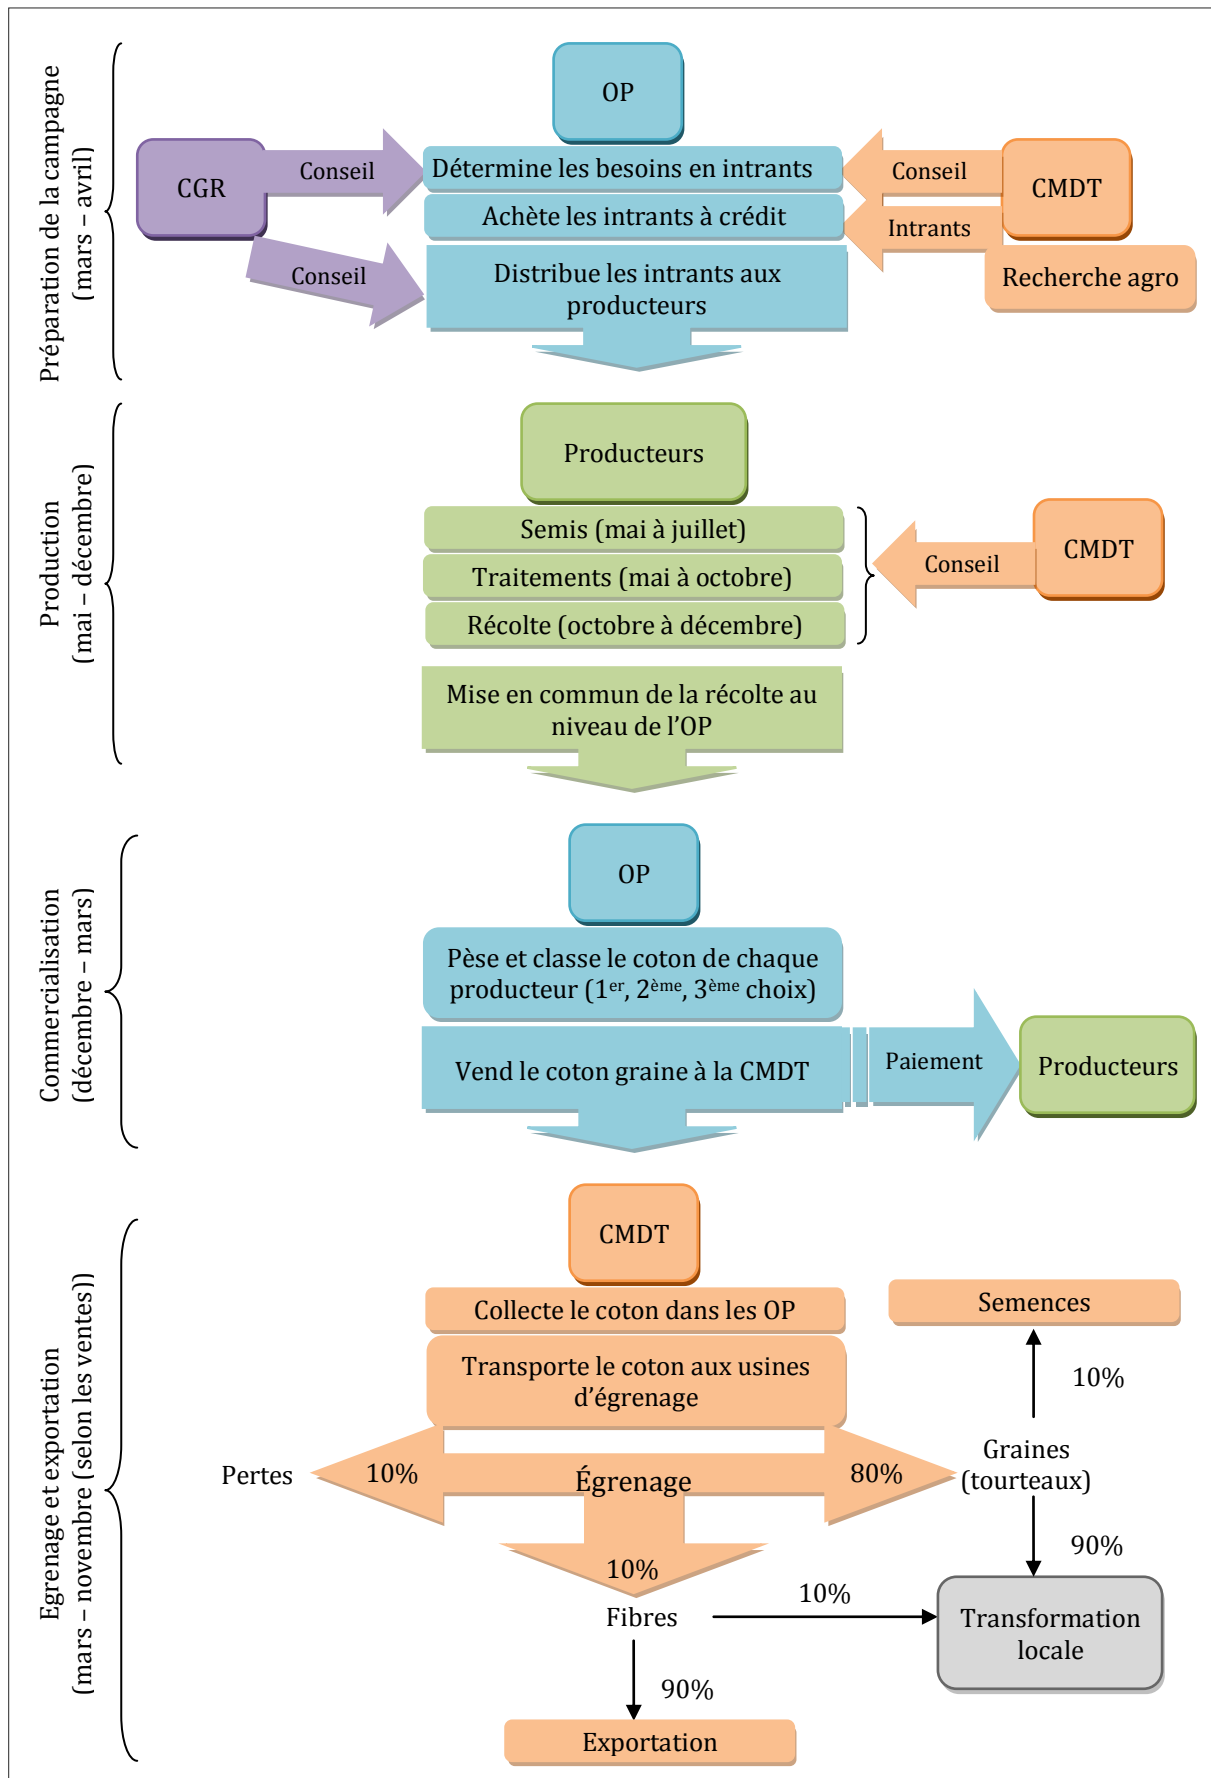 Préparation de la campagne
(mars – avril)
OP
CGR
Conseil
Conseil
Détermine les besoins en intrants
Achète les intrants à crédit
Distribue les intrants aux
producteurs
Conseil
Intrants
CMDT
Recherche agro
Production
(mai – décembre)
Producteurs
Semis (mai à juillet)
Traitements (mai à octobre)
Récolte (octobre à décembre)
Conseil
CMDT
Mise en commun de la récolte au
niveau de l’OP
Commercialisation
(décembre – mars)
OP
Pèse et classe le coton de chaque
producteur (1er, 2ème, 3ème choix)
Vend le coton graine à la CMDT
Paiement
Producteurs
Egrenage et exportation
(mars – novembre (selon les ventes))
CMDT
Collecte le coton dans les OP
Transporte le coton aux usines
d’égrenage
Semences
10%
Pertes
10%
Égrenage
80%
Graines
(tourteaux)
90%
10%
Fibres
10%
Transformation
locale
90%
Exportation